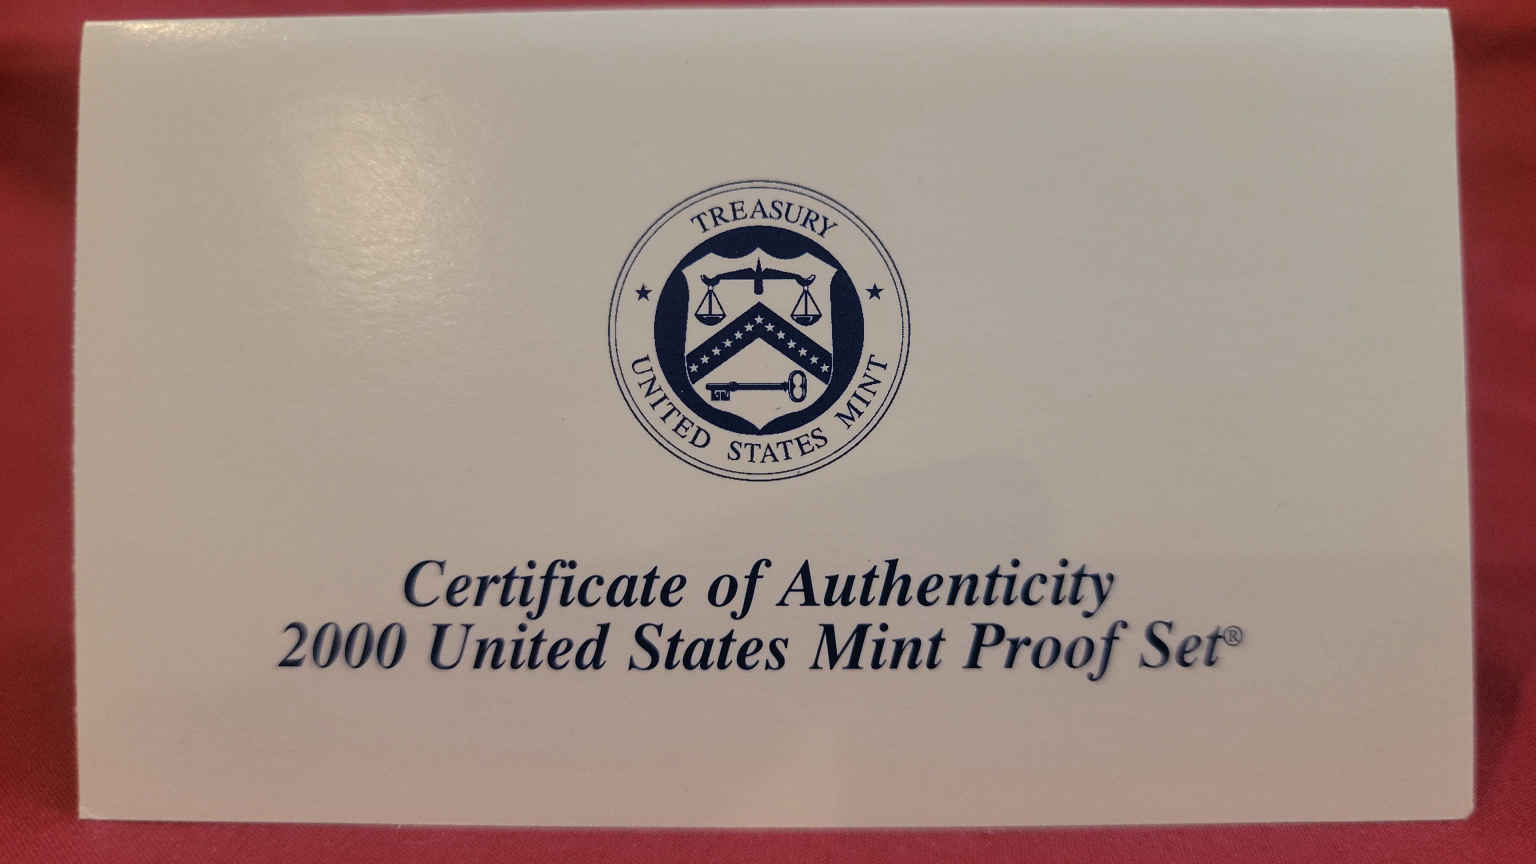 TREASURY
UNITED STATES MINT
Certificate of Authenticity
2000 United States Mint Proof Set®